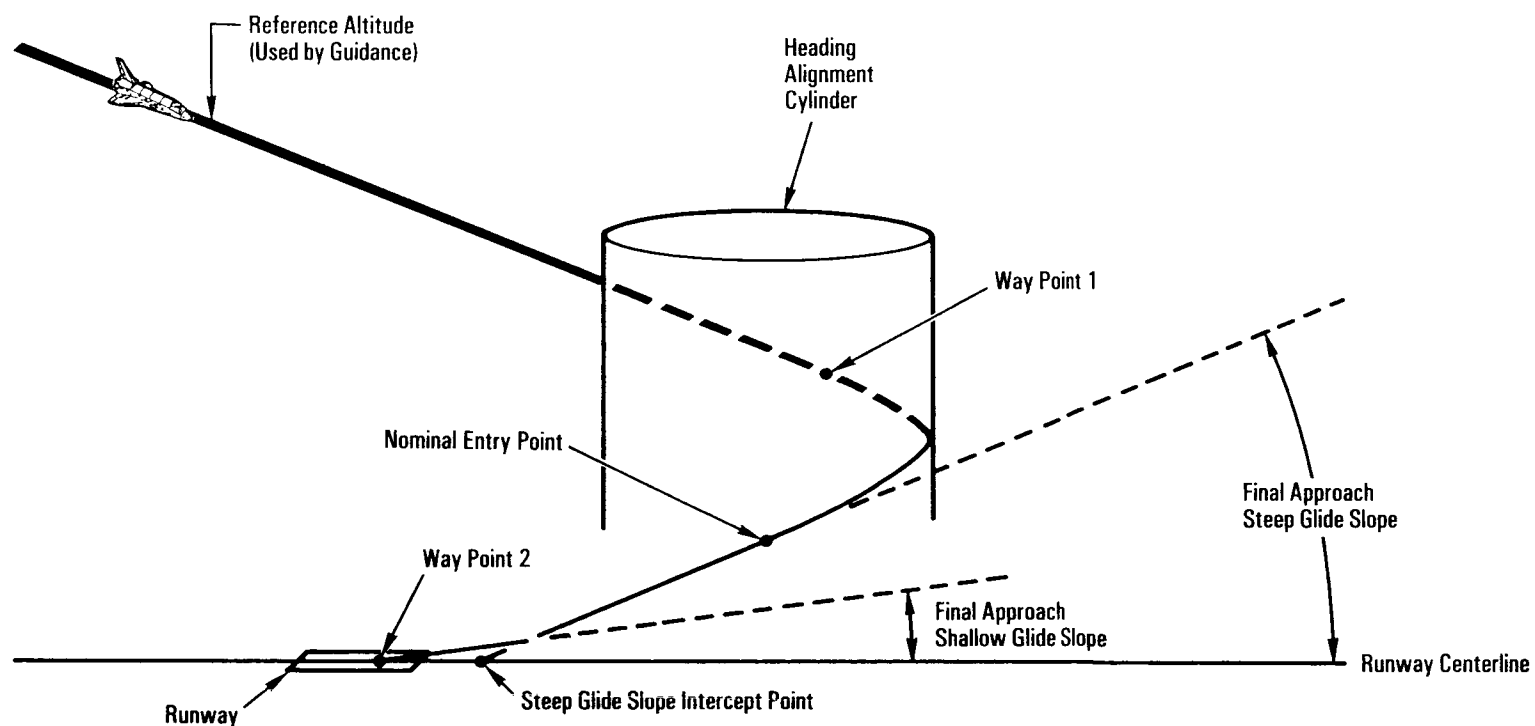 Reference Altitude
(Used by Guidance)
Heading
Alignment
Cylinder
Way Point 1
Nominal Entry Point
Final Approach
Steep Glide Slope
Way Point 2
Final Approach
Shallow Glide Slope
Runway Centerline
Steep Glide Slope Intercept Point
Runway